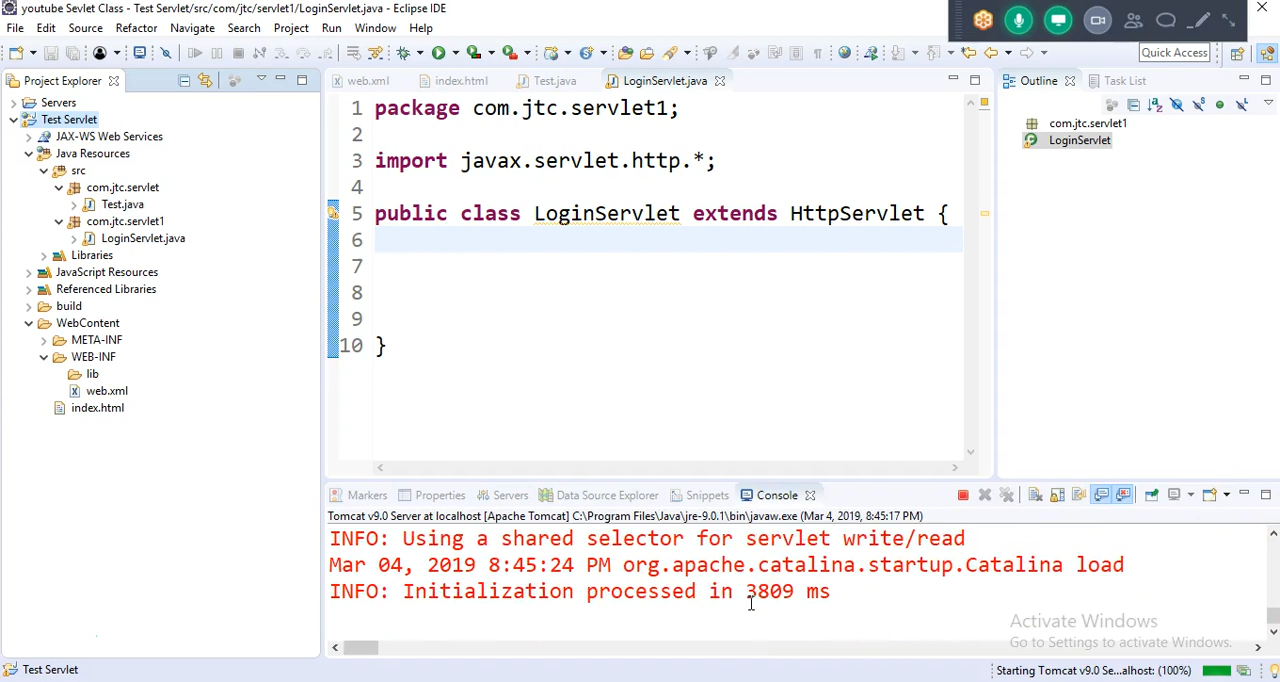 youtube Sevlet Class - Test Servlet/src/com/jtc/servlet1/LoginServlet.java - Eclipse IDE
File Edit Source Refactor Navigate Search Project Run Window Help
Quick Access
Project Explorer
Servers
Test Servlet
JAX-WS Web Services
Java Resources
src
com.jtc.servlet
Test.java
com.jtc.servlet1
LoginServlet.java
Libraries
JavaScript Resources
Referenced Libraries
build
WebContent
META-INF
WEB-INF
lib
web.xml
index.html
web.xml index.html Test.java LoginServlet.java
1 package com.jtc.servlet1;
2
3 import javax.servlet.http.*;
4
5 public class LoginServlet extends HttpServlet {
6
7
8
9
10 }
Outline Task List
com.jtc.servlet1
LoginServlet
Markers Properties Servers Data Source Explorer Snippets Console
Tomcat v9.0 Server at localhost [Apache Tomcat] C:\Program Files\Java\jre-9.0.1\bin\javaw.exe (Mar 4, 2019, 8:45:17 PM)
INFO: Using a shared selector for servlet write/read
Mar 04, 2019 8:45:24 PM org.apache.catalina.startup.Catalina load
INFO: Initialization processed in 3809 ms
Activate Windows
Go to Settings to activate Windows.
Test Servlet
Starting Tomcat v9.0 Se...alhost: (100%)